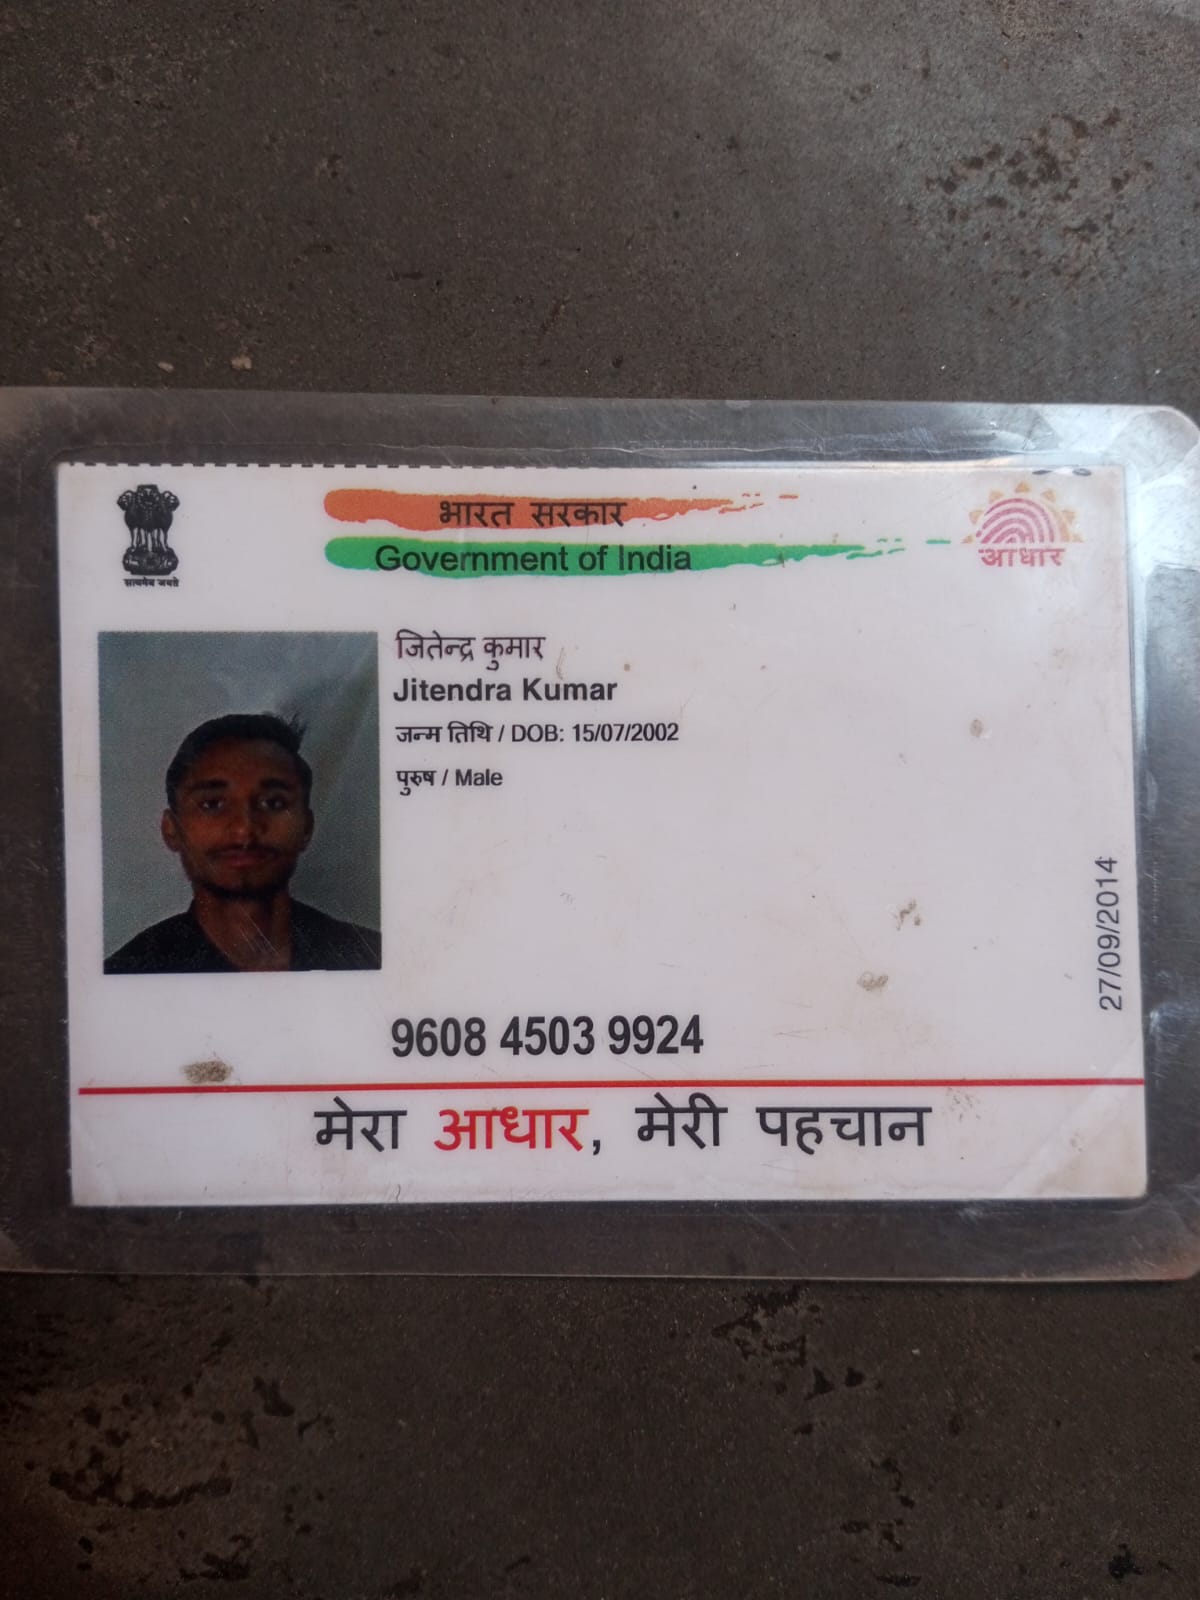 भारत सरकार
Government of India
सत्यमेव जयते
आधार
जितेन्द्र कुमार
Jitendra Kumar
जन्म तिथि / DOB: 15/07/2002
पुरुष / Male
27/09/2014
9608 4503 9924
मेरा आधार, मेरी पहचान